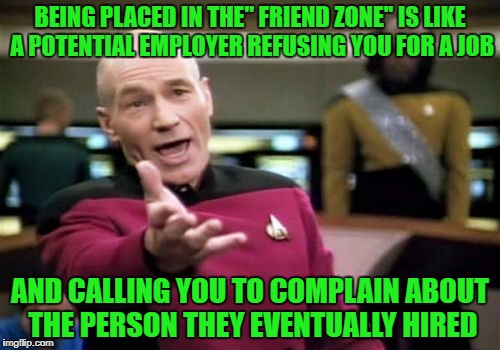 BEING PLACED IN THE" FRIEND ZONE" IS LIKE
A POTENTIAL EMPLOYER REFUSING YOU FOR A JOB
AND CALLING YOU TO COMPLAIN ABOUT
THE PERSON THEY EVENTUALLY HIRED
imgflip.com